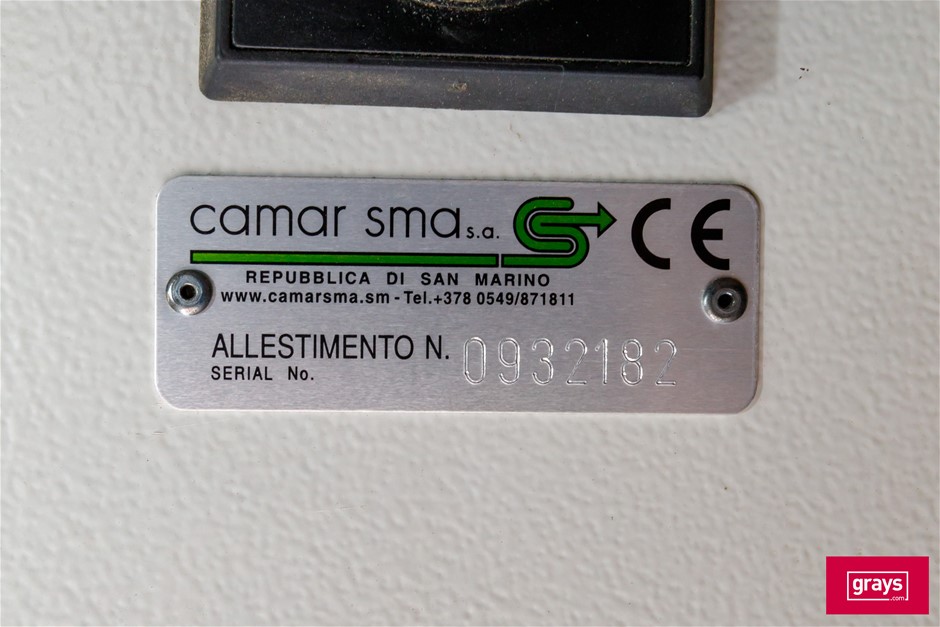 camar sma s.a. CE
REPUBBLICA DI SAN MARINO
www.camarsma.sm - Tel.+378 0549/871811
ALLESTIMENTO N. 0932182
SERIAL No.
grays
.com